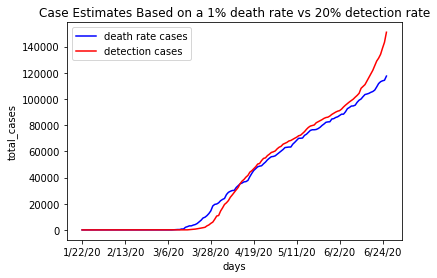 Case Estimates Based on a 1% death rate vs 20% detection rate
death rate cases
detection cases
total_cases
140000
120000
100000
80000
60000
40000
20000
0
1/22/20 2/13/20 3/6/20 3/28/20 4/19/20 5/11/20 6/2/20 6/24/20
days